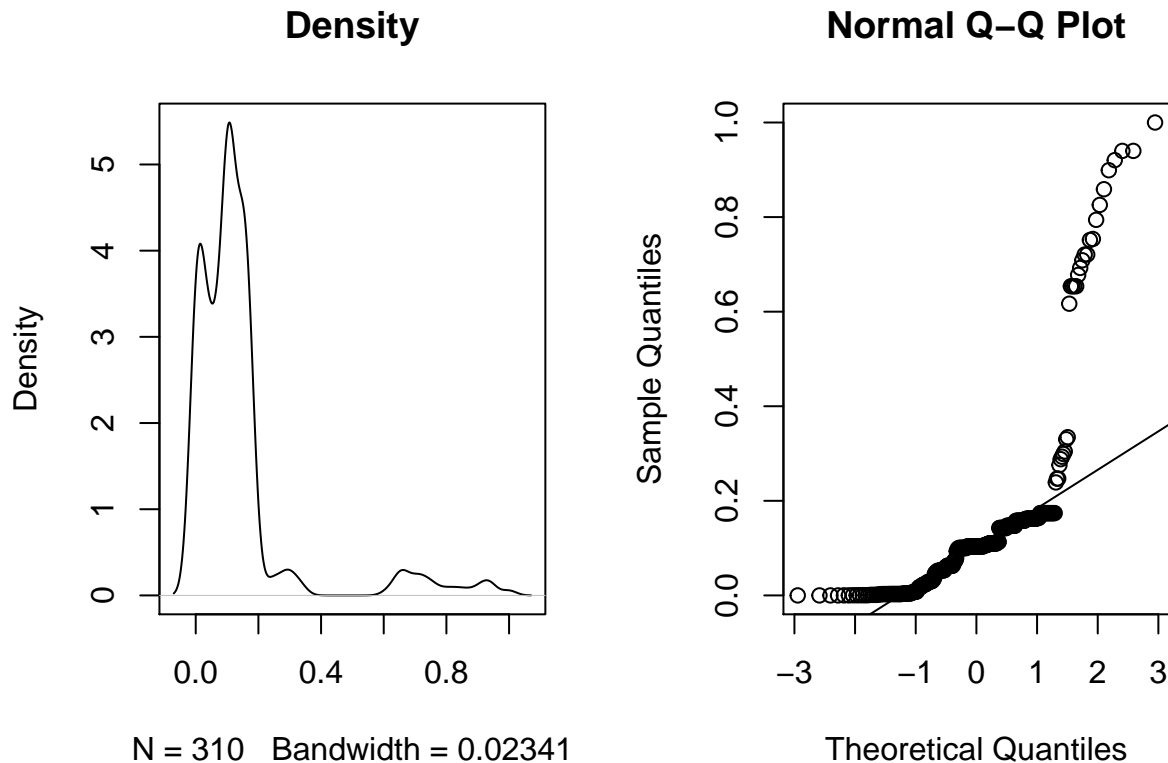 Density
Density
0
1
2
3
4
5
0.0 0.4 0.8
N = 310 Bandwidth = 0.02341
Normal Q−Q Plot
Sample Quantiles
0.0
0.2
0.4
0.6
0.8
1.0
−3 −1 0 1 2 3
Theoretical Quantiles